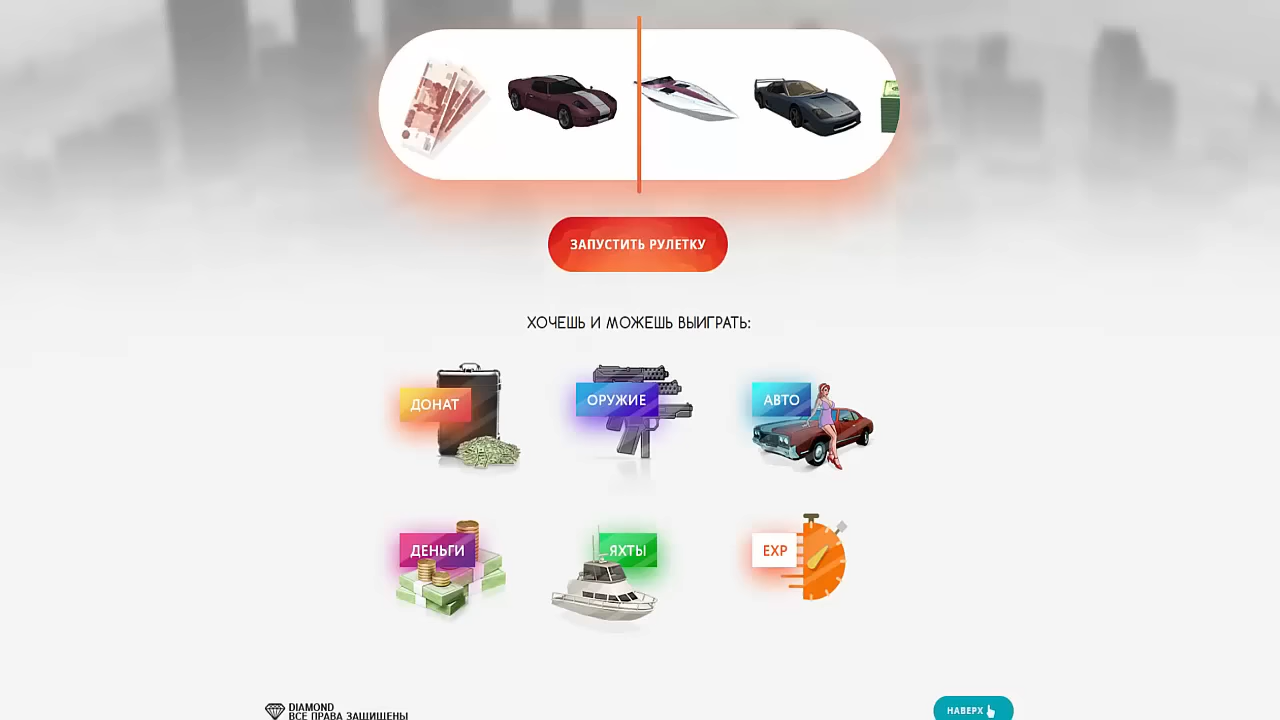 ЗАПУСТИТЬ РУЛЕТКУ
ХОЧЕШЬ И МОЖЕШЬ ВЫИГРАТЬ:
ДОНАТ
ОРУЖИЕ
АВТО
ДЕНЬГИ
ЯХТЫ
EXP
DIAMOND
ВСЕ ПРАВА ЗАЩИЩЕНЫ
НАВЕРХ